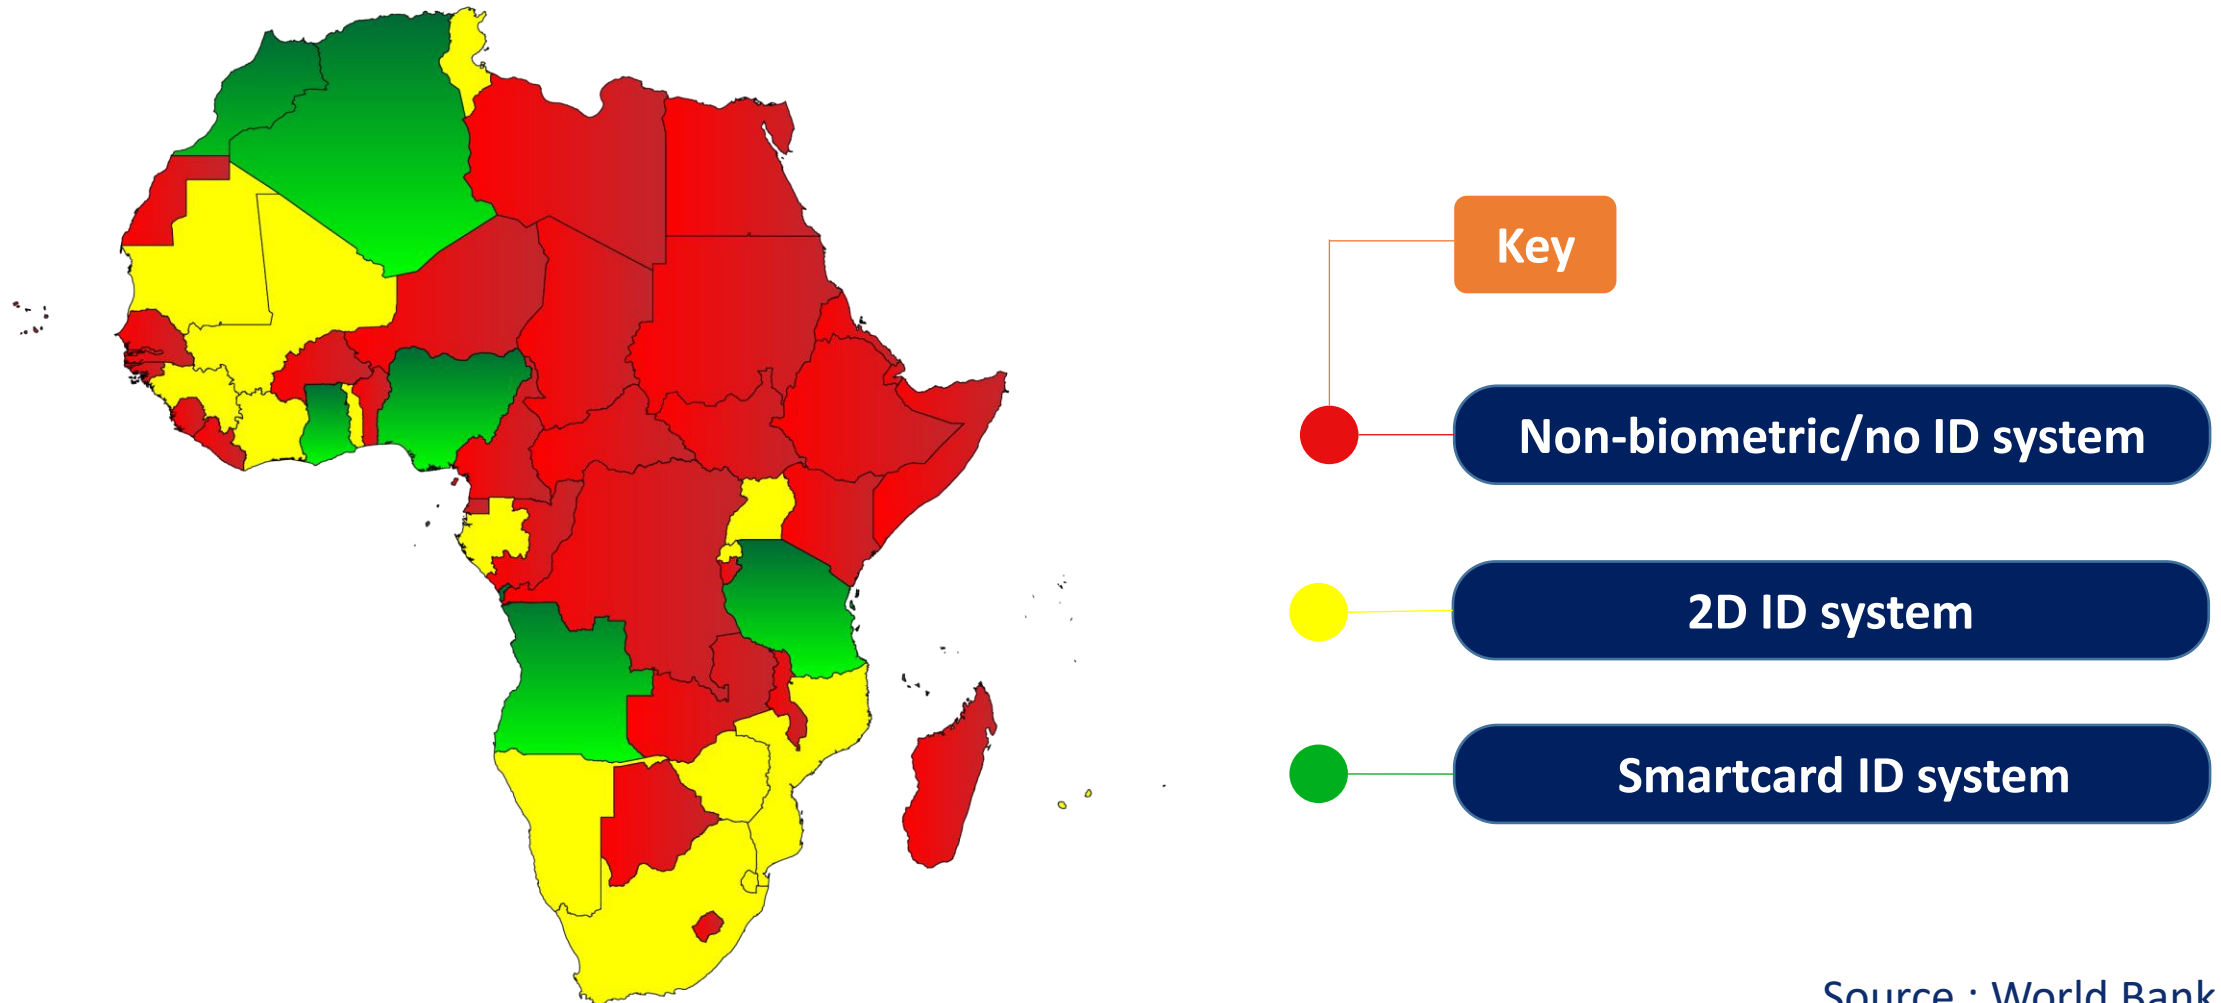 Key
Non-biometric/no ID system
2D ID system
Smartcard ID system
Source : World Bank